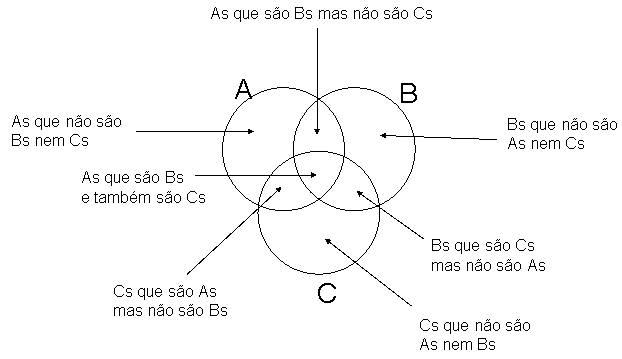 As que são Bs mas não são Cs
A
B
As que não são
Bs nem Cs
Bs que não são
As nem Cs
As que são Bs
e também são Cs
Bs que são Cs
mas não são As
Cs que são As
mas não são Bs
C
Cs que não são
As nem Bs